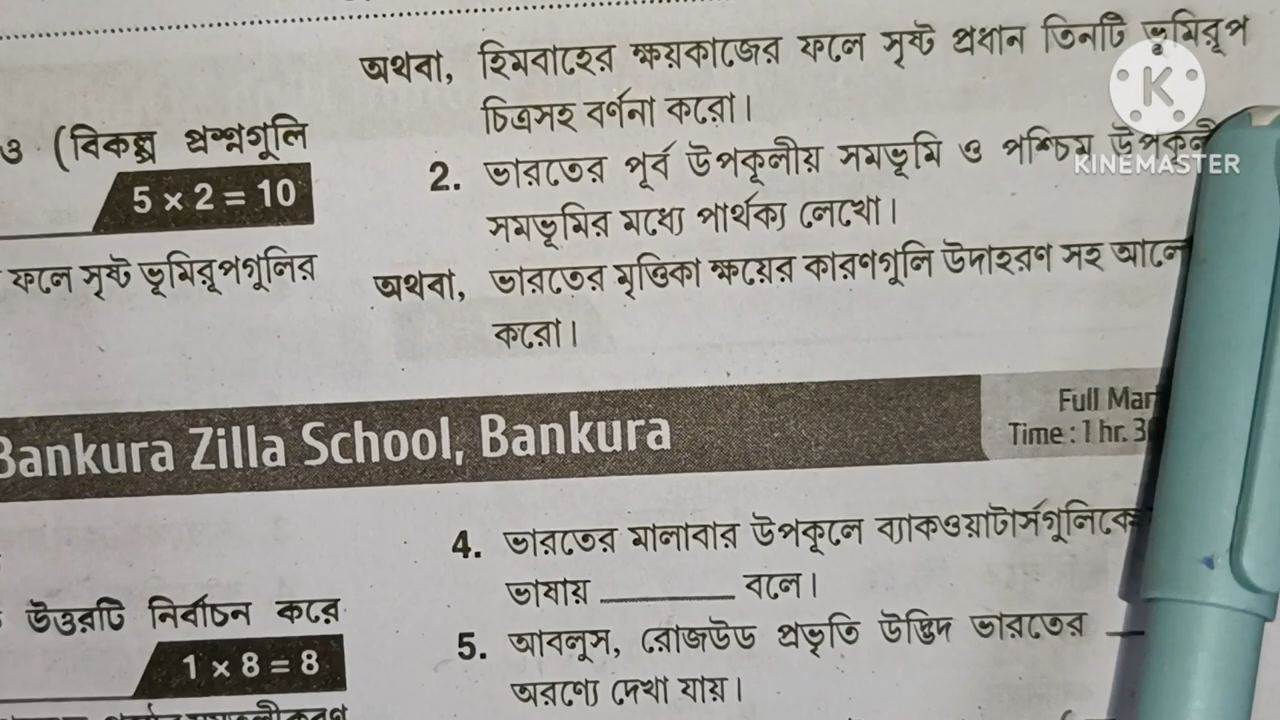 অথবা, হিমবাহের ক্ষয়কাজের ফলে সৃষ্ট প্রধান তিনটি ভূমিরূপ
চিত্রসহ বর্ণনা করো।
2. ভারতের পূর্ব উপকূলীয় সমভূমি ও পশ্চিম
সমভূমির মধ্যে পার্থক্য লেখো।
অথবা, ভারতের মৃত্তিকা ক্ষয়ের কারণগুলি উদাহরণ সহ
করো।
ও (বিকল্প প্রশ্নগুলি
5 × 2 = 10
ফলে সৃষ্ট ভূমিরূপগুলির
K
KINEMASTER
Bankura Zilla School, Bankura
Full
Time : 1 hr.
উত্তরটি নির্বাচন করে
1 × 8 = 8
4. ভারতের মালাবার উপকূলে ব্যাকওয়াটার্সগুলিকে
ভাষায় ______ বলে।
5. আবলুস, রোজউড প্রভৃতি উদ্ভিদ ভারতের
অরণ্যে দেখা যায়।